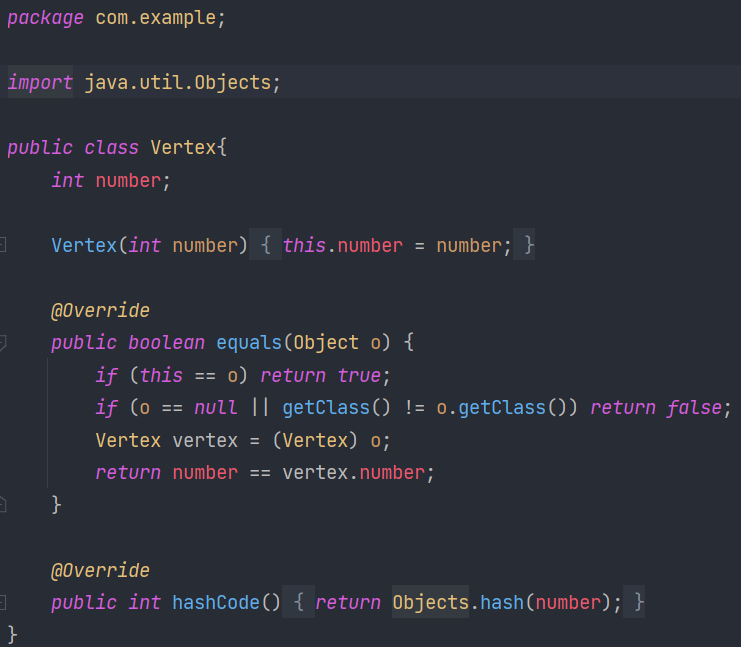 package com.example;
import java.util.Objects;
public class Vertex{
int number;
Vertex(int number) { this.number = number; }
@Override
public boolean equals(Object o) {
if (this == o) return true;
if (o == null || getClass() != o.getClass()) return false;
Vertex vertex = (Vertex) o;
return number == vertex.number;
}
@Override
public int hashCode() { return Objects.hash(number); }
}